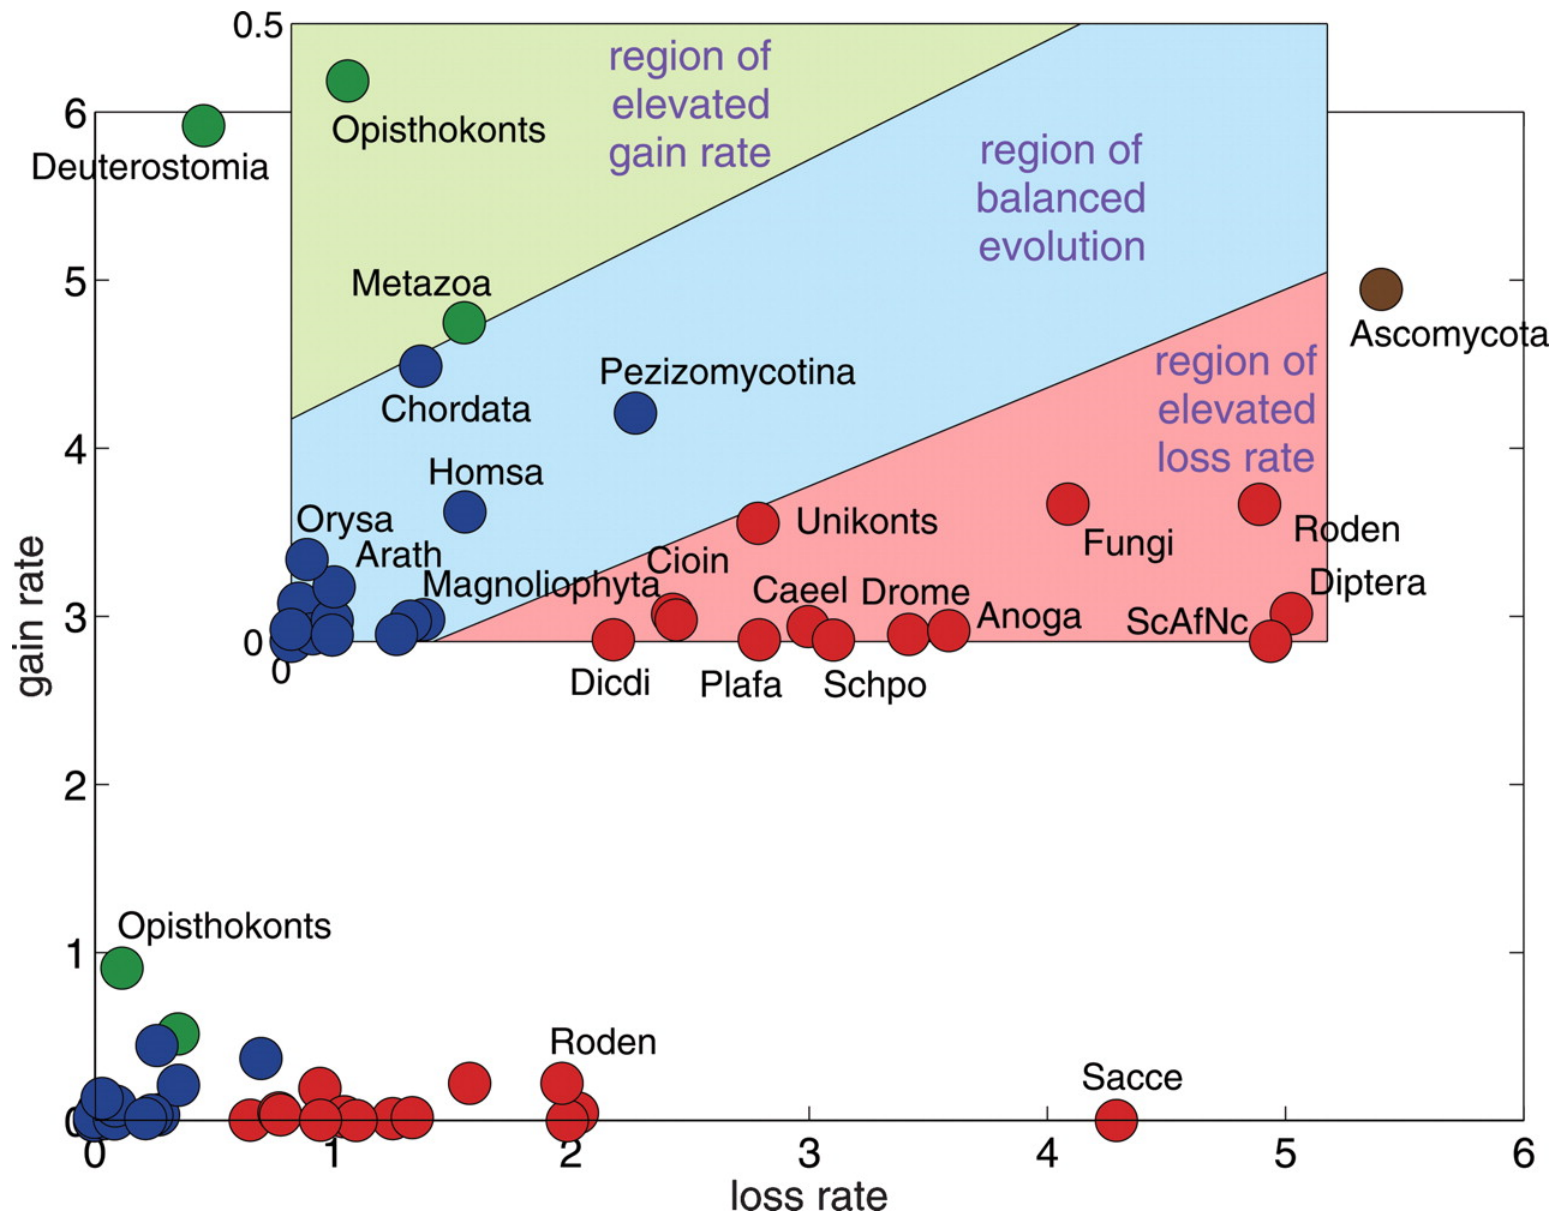 0.5
region of
elevated
gain rate
Opisthokonts
6
Deuterostomia
region of
balanced
evolution
5
Metazoa
Ascomycota
region of
elevated
loss rate
Pezizomycotina
Chordata
4
Homsa
Orysa
Unikonts
Roden
Fungi
Arath
Cioin
Magnoliophyta
Caeel
Drome
Diptera
Anoga
ScAfNc
3
0
0
Dicdi
Plafa
Schpo
gain rate
2
Opisthokonts
1
Roden
Sacce
0
0
1
2
3
4
5
6
loss rate